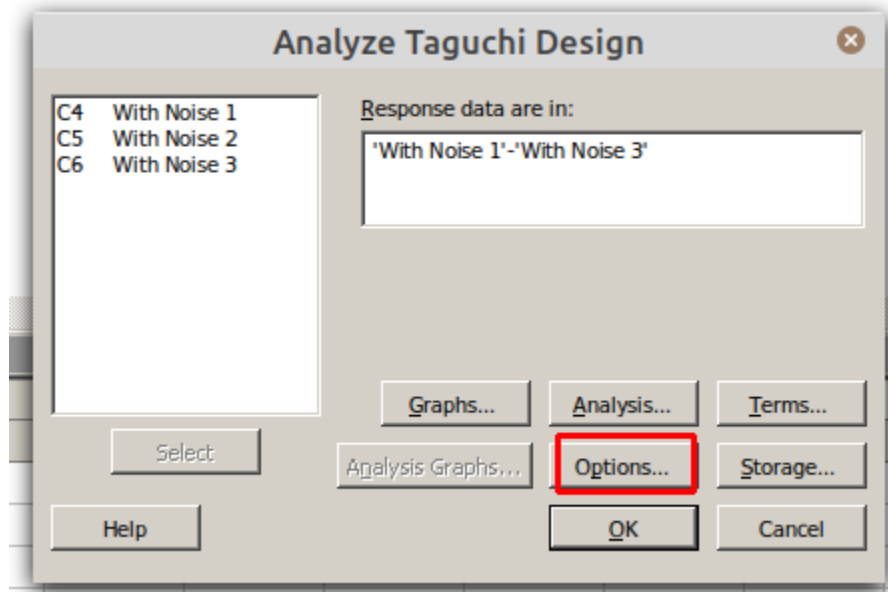 Analyze Taguchi Design
C4 With Noise 1
C5 With Noise 2
C6 With Noise 3
Response data are in:
'With Noise 1'-'With Noise 3'
Graphs...
Analysis...
Terms...
Select
Analysis Graphs...
Options...
Storage...
Help
OK
Cancel